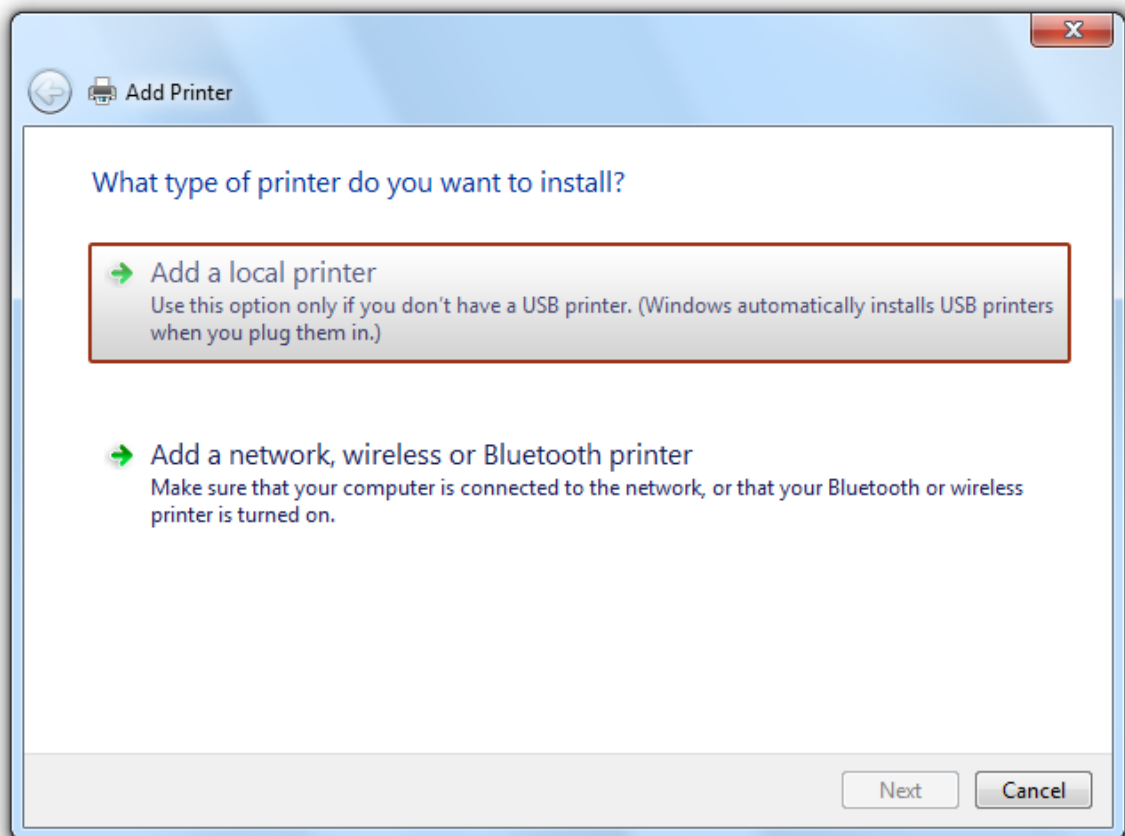 X
Add Printer
What type of printer do you want to install?
Add a local printer
Use this option only if you don't have a USB printer. (Windows automatically installs USB printers
when you plug them in.)
Add a network, wireless or Bluetooth printer
Make sure that your computer is connected to the network, or that your Bluetooth or wireless
printer is turned on.
Next
Cancel